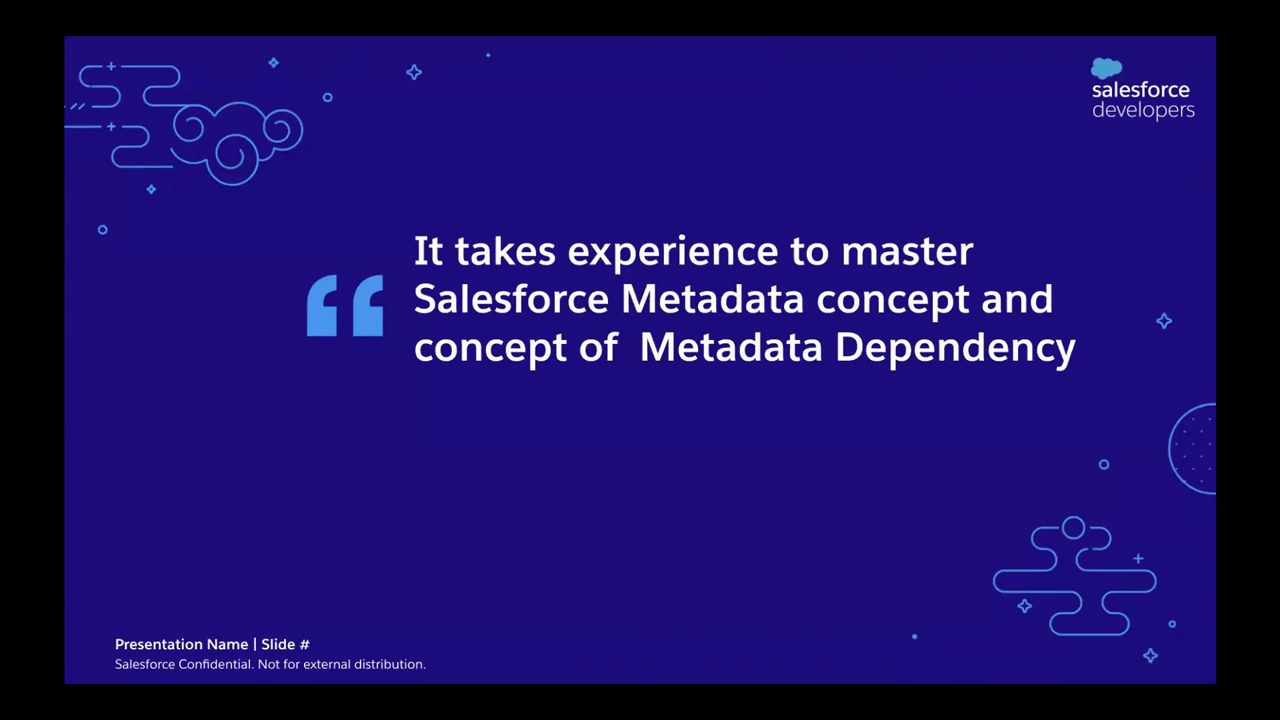 salesforce
developers
It takes experience to master
Salesforce Metadata concept and
concept of  Metadata Dependency
Presentation Name | Slide #
Salesforce Confidential. Not for external distribution.